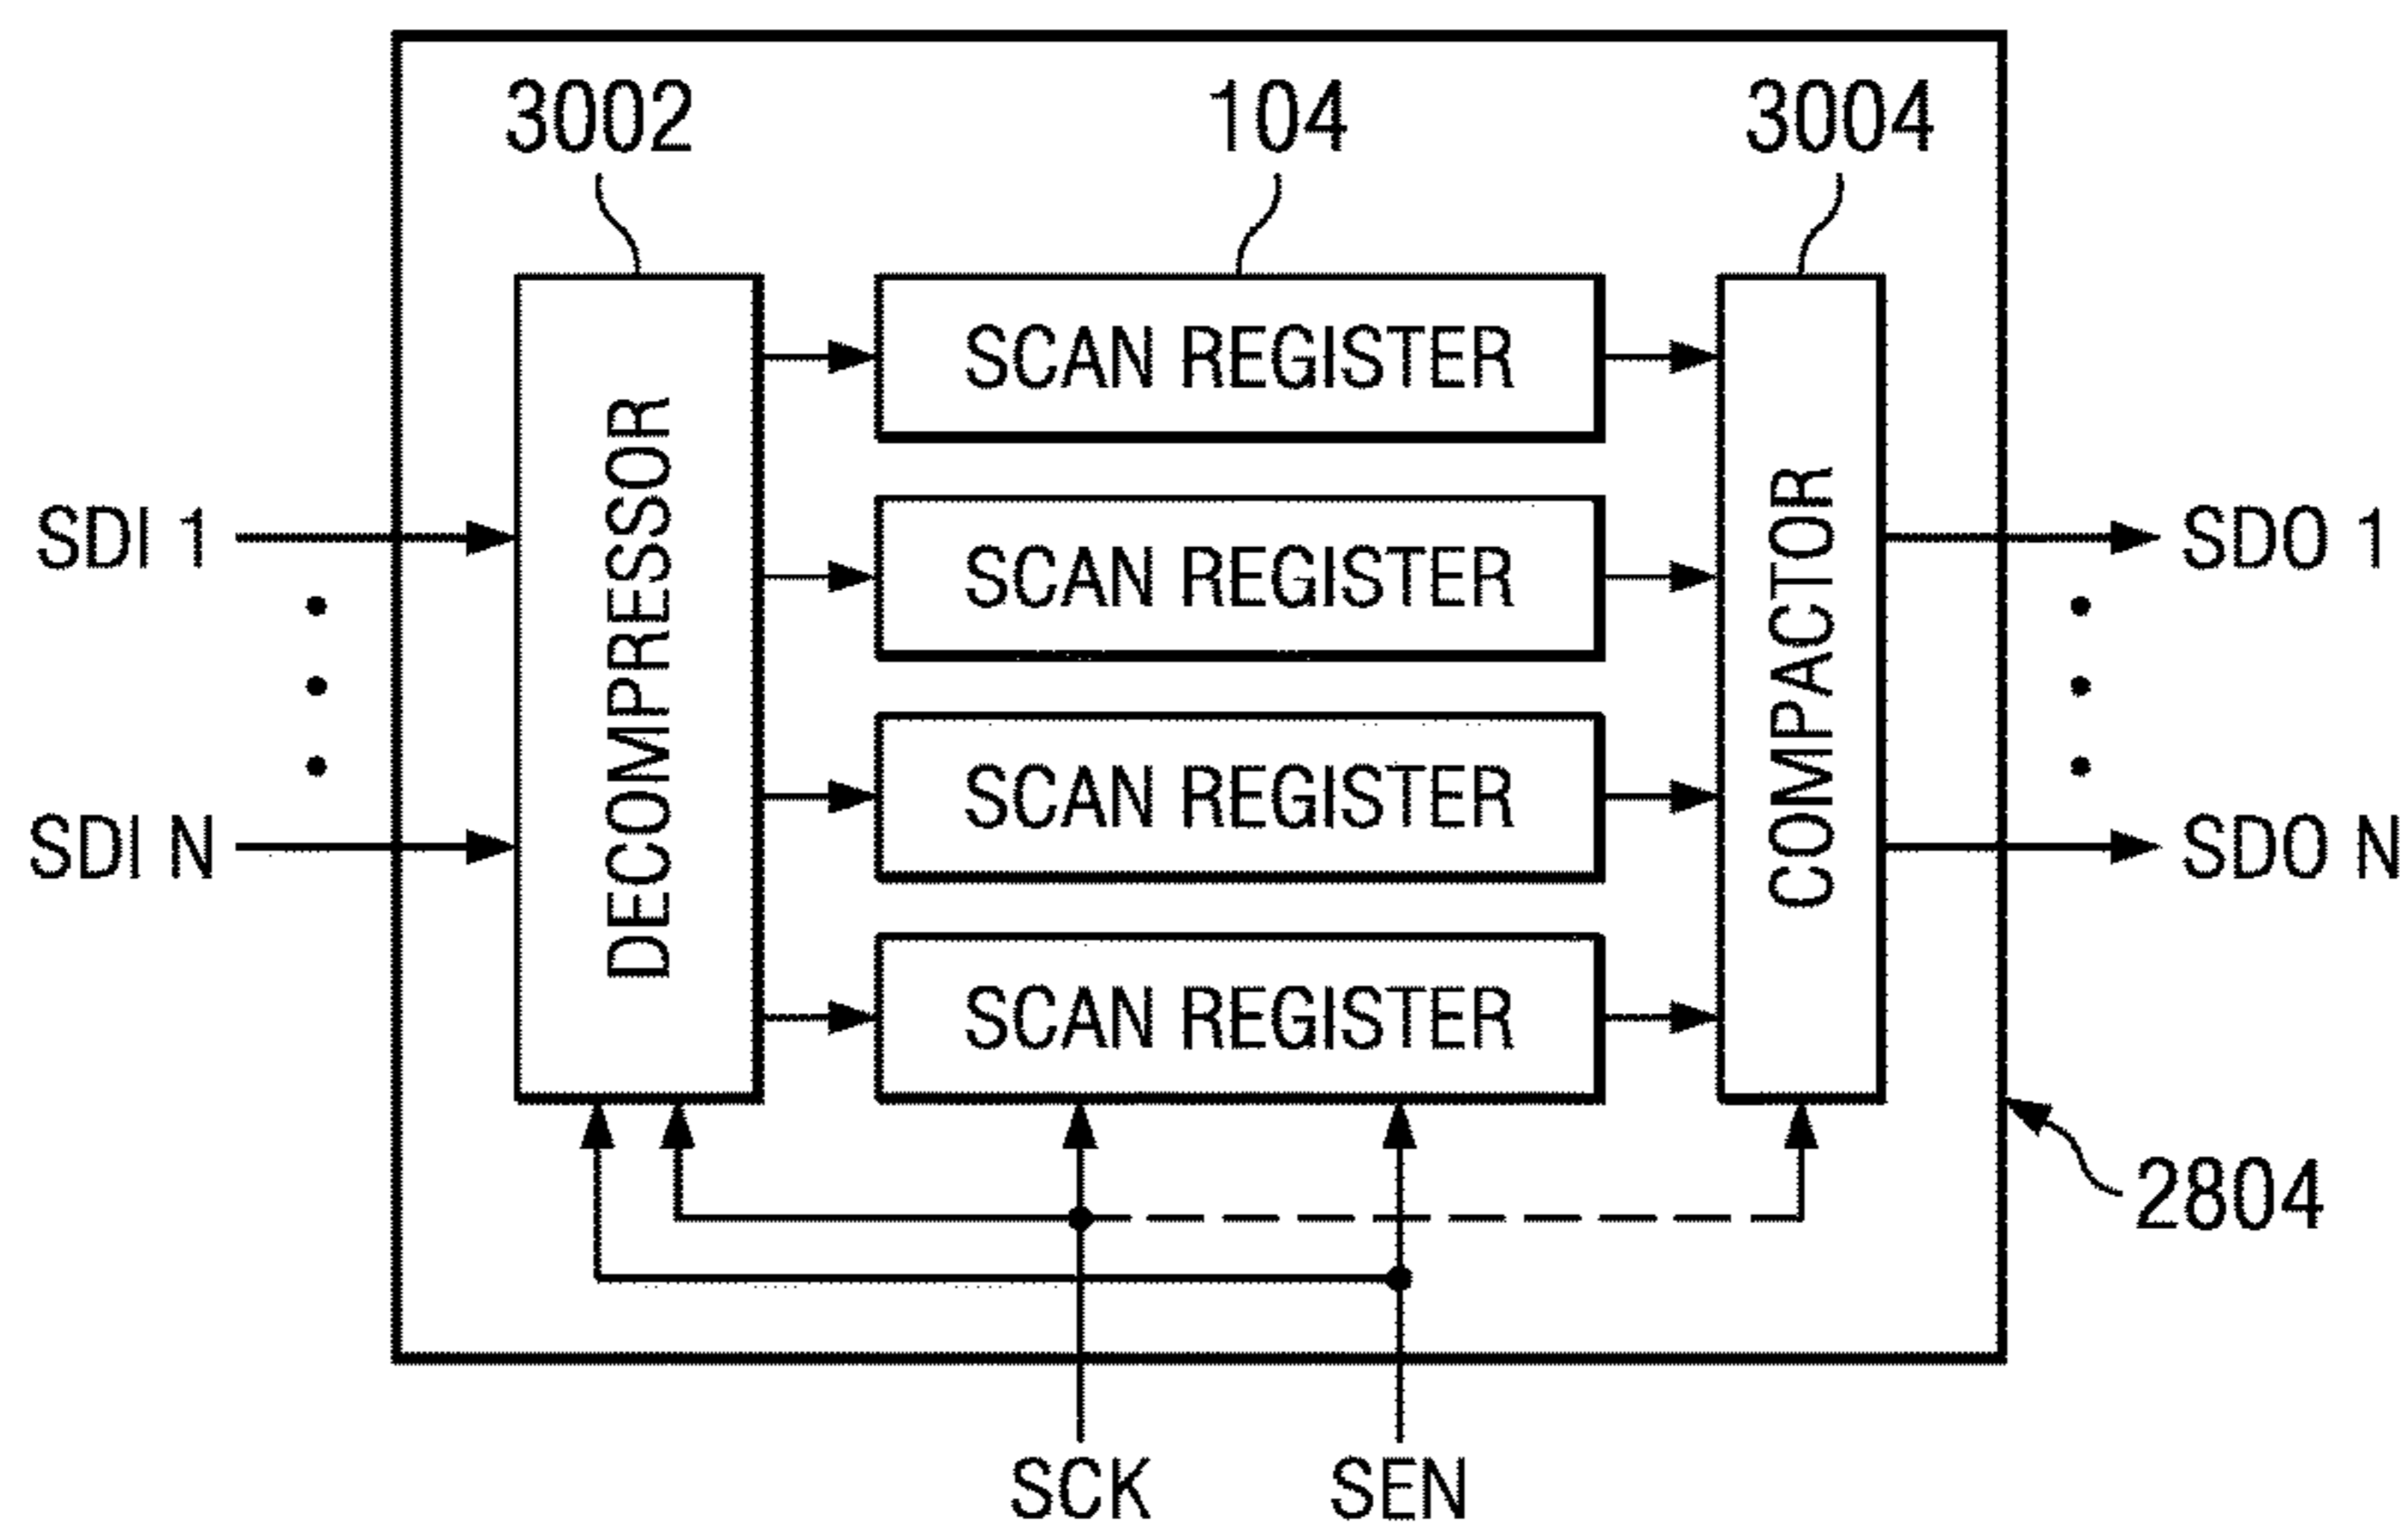 3002
104
3004
SCAN REGISTER
SCAN REGISTER
SCAN REGISTER
SCAN REGISTER
DECOMPRESSOR
COMPACTOR
SDI 1
SDI N
SDO 1
SDO N
2804
SCK
SEN